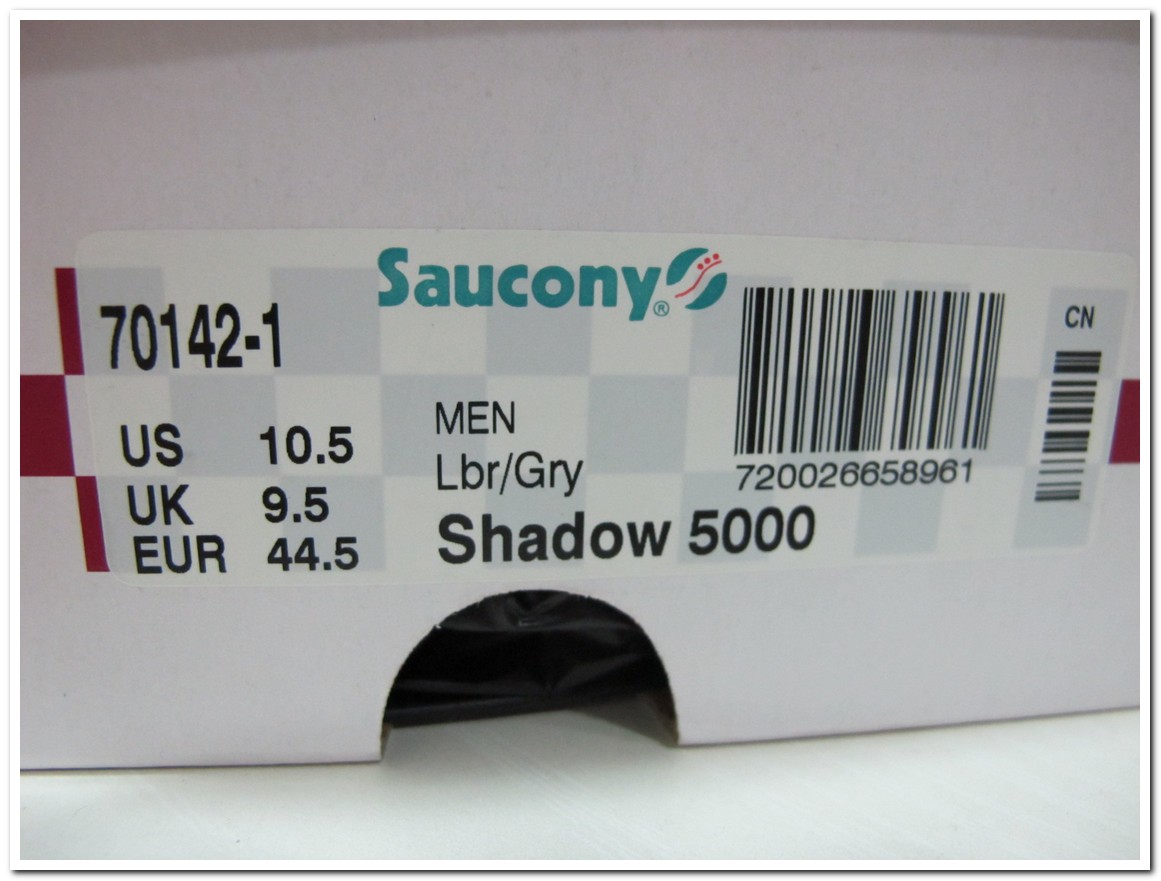 Saucony®
70142-1
CN
US 10.5
UK 9.5
EUR 44.5
MEN
Lbr/Gry
Shadow 5000
720026658961